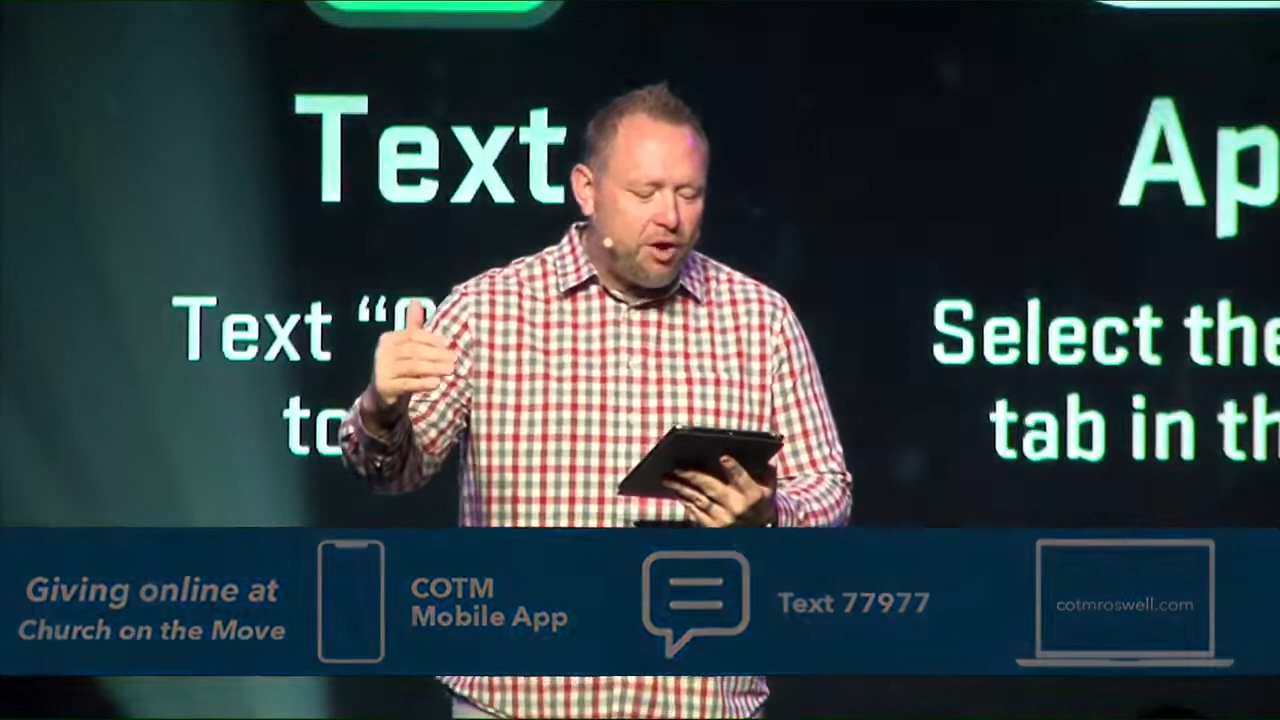 Text
Ap
Text
Select the
tab in th
Giving online at
Church on the Move
COTM
Mobile App
Text 77977
cotmroswell.com